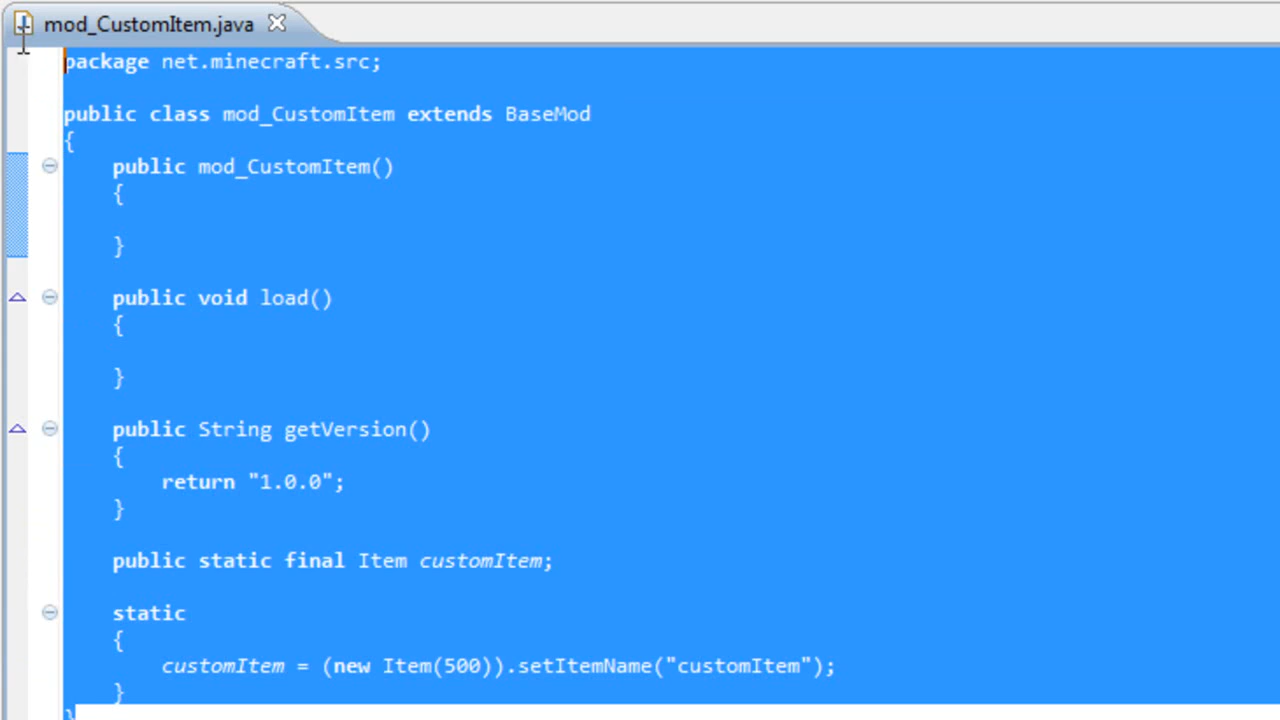 mod_CustomItem.java
package net.minecraft.src;
public class mod_CustomItem extends BaseMod
{
public mod_CustomItem()
{
}
public void load()
{
}
public String getVersion()
{
return "1.0.0";
}
public static final Item customItem;
static
{
customItem = (new Item(500)).setItemName("customItem");
}
}